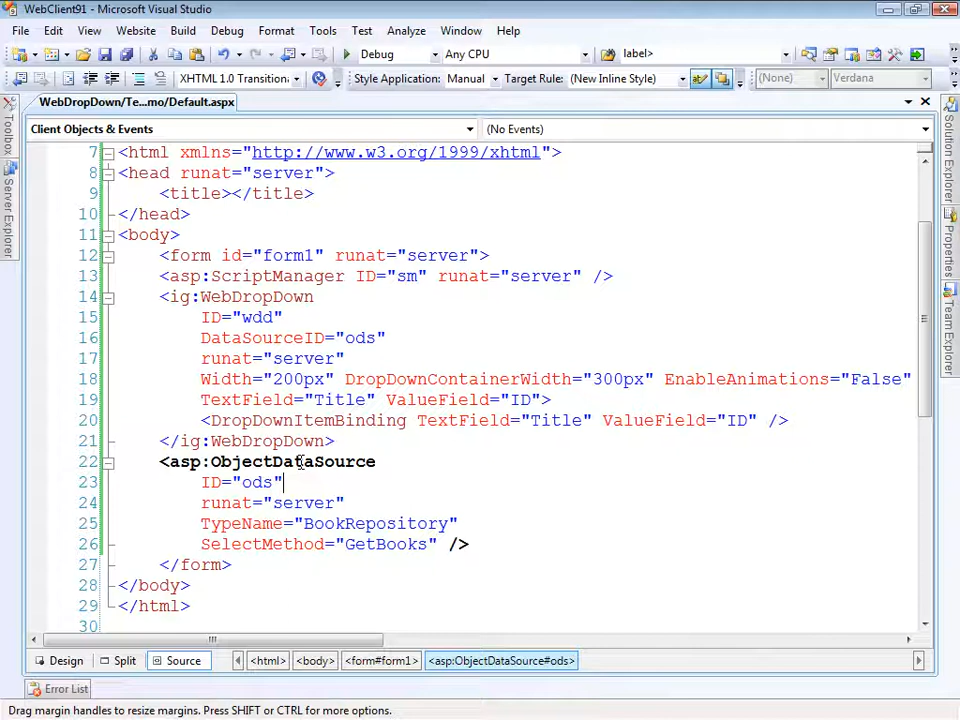 WebClient91 - Microsoft Visual Studio
File Edit View Website Build Debug Format Tools Test Analyze Window Help
Debug Any CPU label>
XHTML 1.0 Transition Style Application: Manual Target Rule: (New Inline Style) (None) Verdana
WebDropDown/Te...mo/Default.aspx
Client Objects & Events (No Events)
Toolbox
Server Explorer
Solution Explorer
Properties
Team Explorer
7 <html xmlns="http://www.w3.org/1999/xhtml">
8 <head runat="server">
9 <title></title>
10 </head>
11 <body>
12 <form id="form1" runat="server">
13 <asp:ScriptManager ID="sm" runat="server" />
14 <ig:WebDropDown
15 ID="wdd"
16 DataSourceID="ods"
17 runat="server"
18 Width="200px" DropDownContainerWidth="300px" EnableAnimations="False"
19 TextField="Title" ValueField="ID">
20 <DropDownItemBinding TextField="Title" ValueField="ID" />
21 </ig:WebDropDown>
22 <asp:ObjectDataSource
23 ID="ods"
24 runat="server"
25 TypeName="BookRepository"
26 SelectMethod="GetBooks" />
27 </form>
28 </body>
29 </html>
30
Design Split Source <html> <body> <form#form1> <asp:ObjectDataSource#ods>
Error List
Drag margin handles to resize margins. Press SHIFT or CTRL for more options.